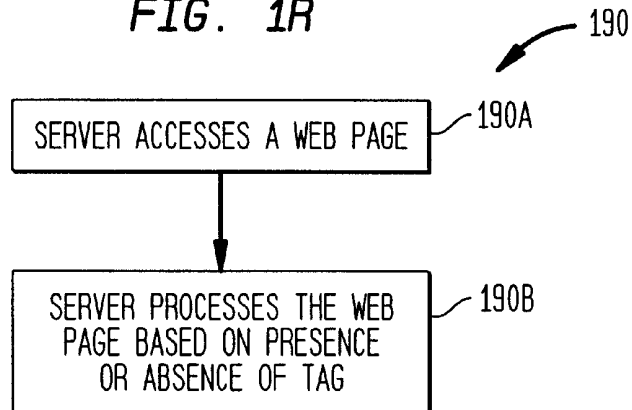 FIG. 1R
190
SERVER ACCESSES A WEB PAGE
190A
SERVER PROCESSES THE WEB
PAGE BASED ON PRESENCE
OR ABSENCE OF TAG
190B